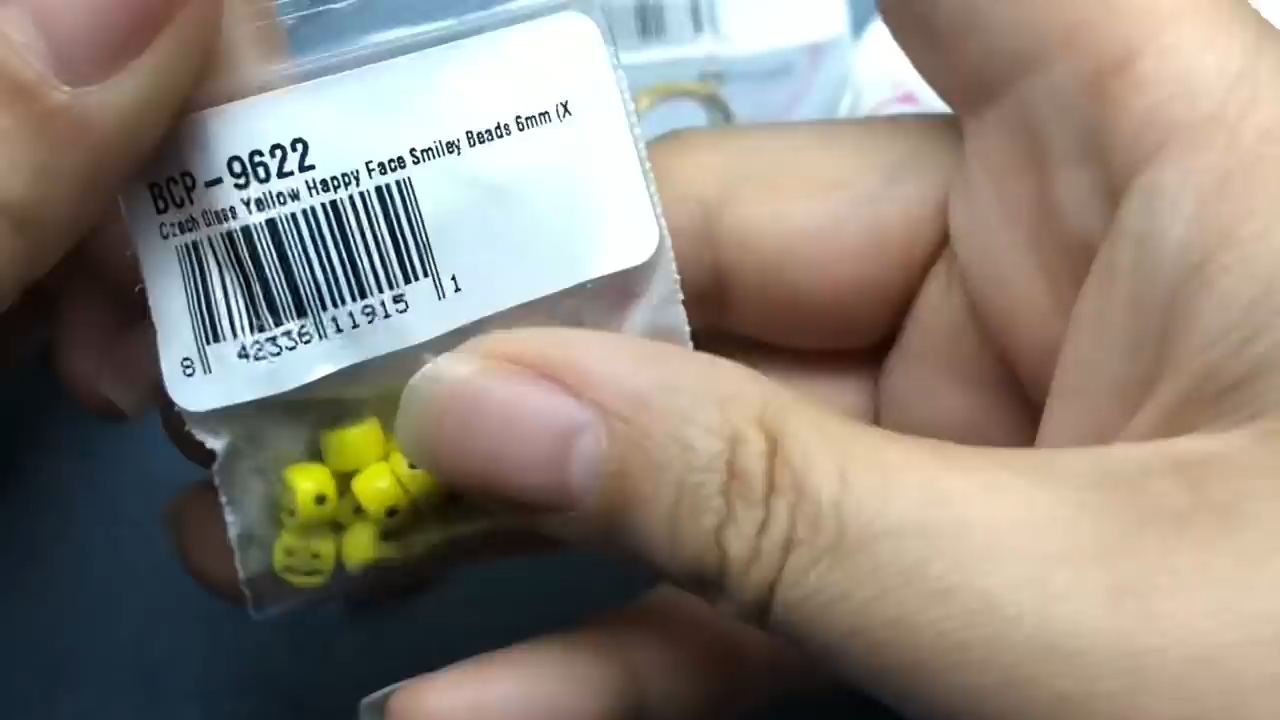 BCP-9622
Czech Glass Yellow Happy Face Smiley Beads 6mm (X
8 42336 11915 1